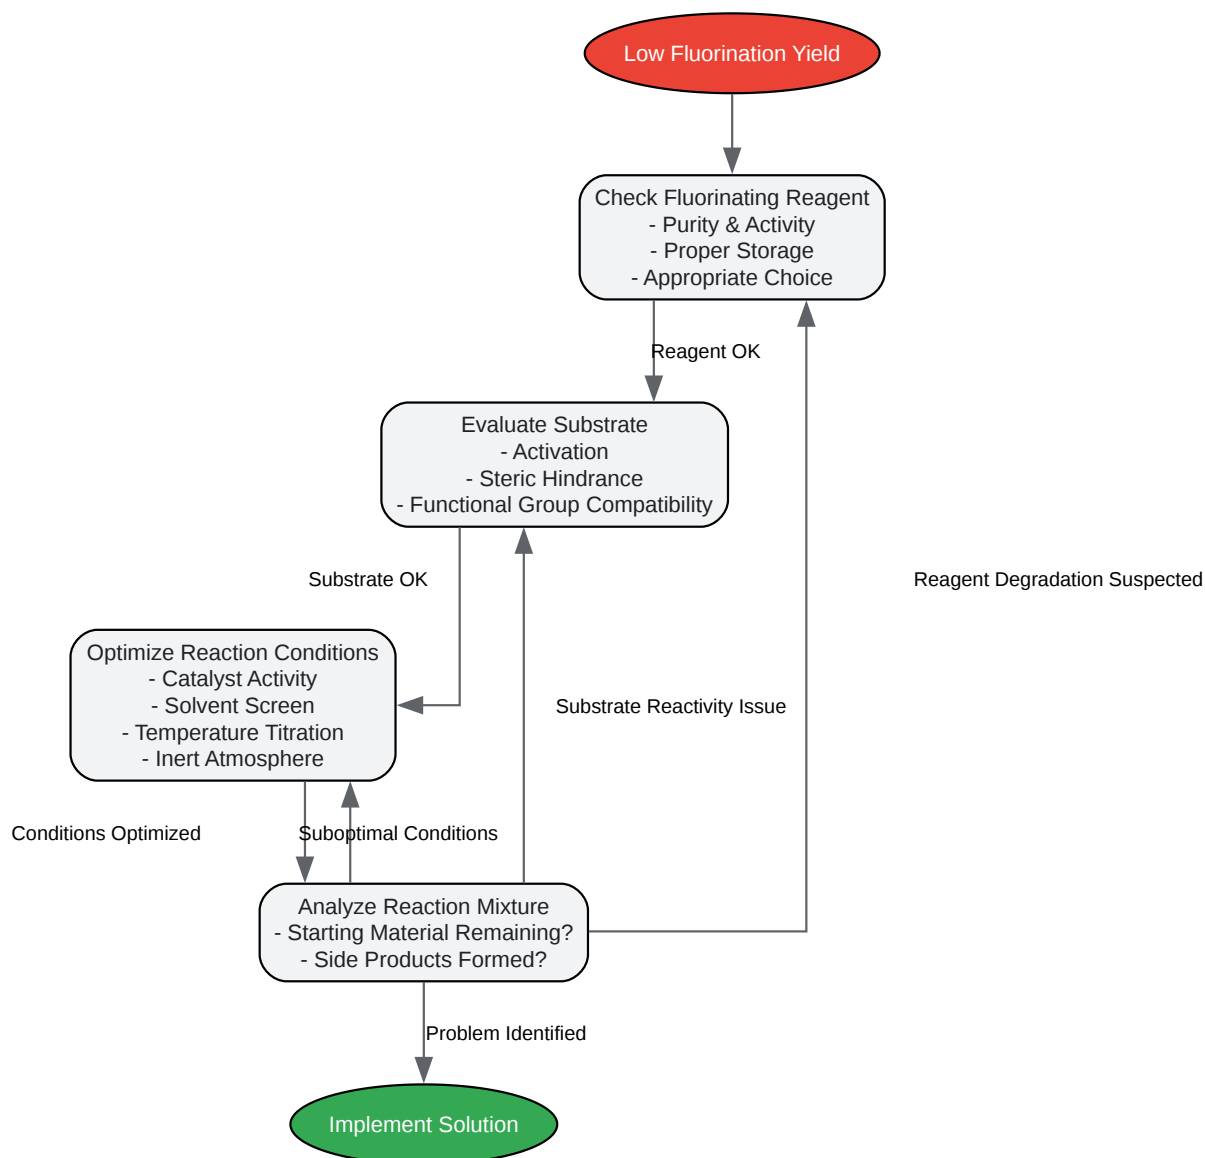 Low Fluorination Yield
Check Fluorinating Reagent
- Purity & Activity
- Proper Storage
- Appropriate Choice
Reagent OK
Evaluate Substrate
- Activation
- Steric Hindrance
- Functional Group Compatibility
Substrate OK
Reagent Degradation Suspected
Optimize Reaction Conditions
- Catalyst Activity
- Solvent Screen
- Temperature Titration
- Inert Atmosphere
Substrate Reactivity Issue
Conditions Optimized
Suboptimal Conditions
Analyze Reaction Mixture
- Starting Material Remaining?
- Side Products Formed?
Problem Identified
Implement Solution